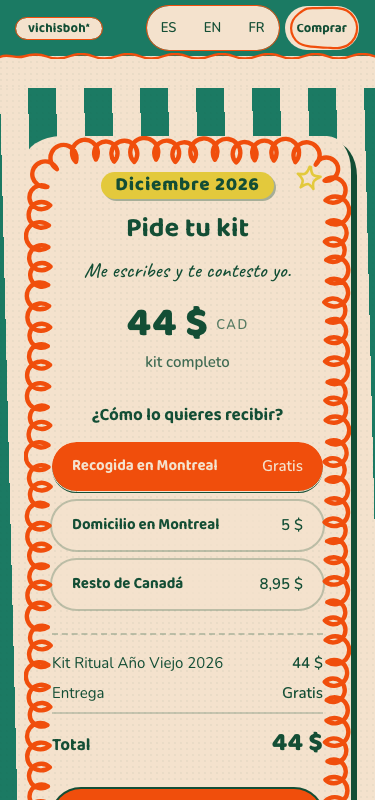 vichisboh*
ES EN FR
Comprar
Diciembre 2026
Pide tu kit
Me escribes y te contesto yo.
44 $ CAD
kit completo
¿Cómo lo quieres recibir?
Recogida en Montreal Gratis
Domicilio en Montreal 5 $
Resto de Canadá 8,95 $
Kit Ritual Año Viejo 2026 44 $
Entrega Gratis
Total 44 $